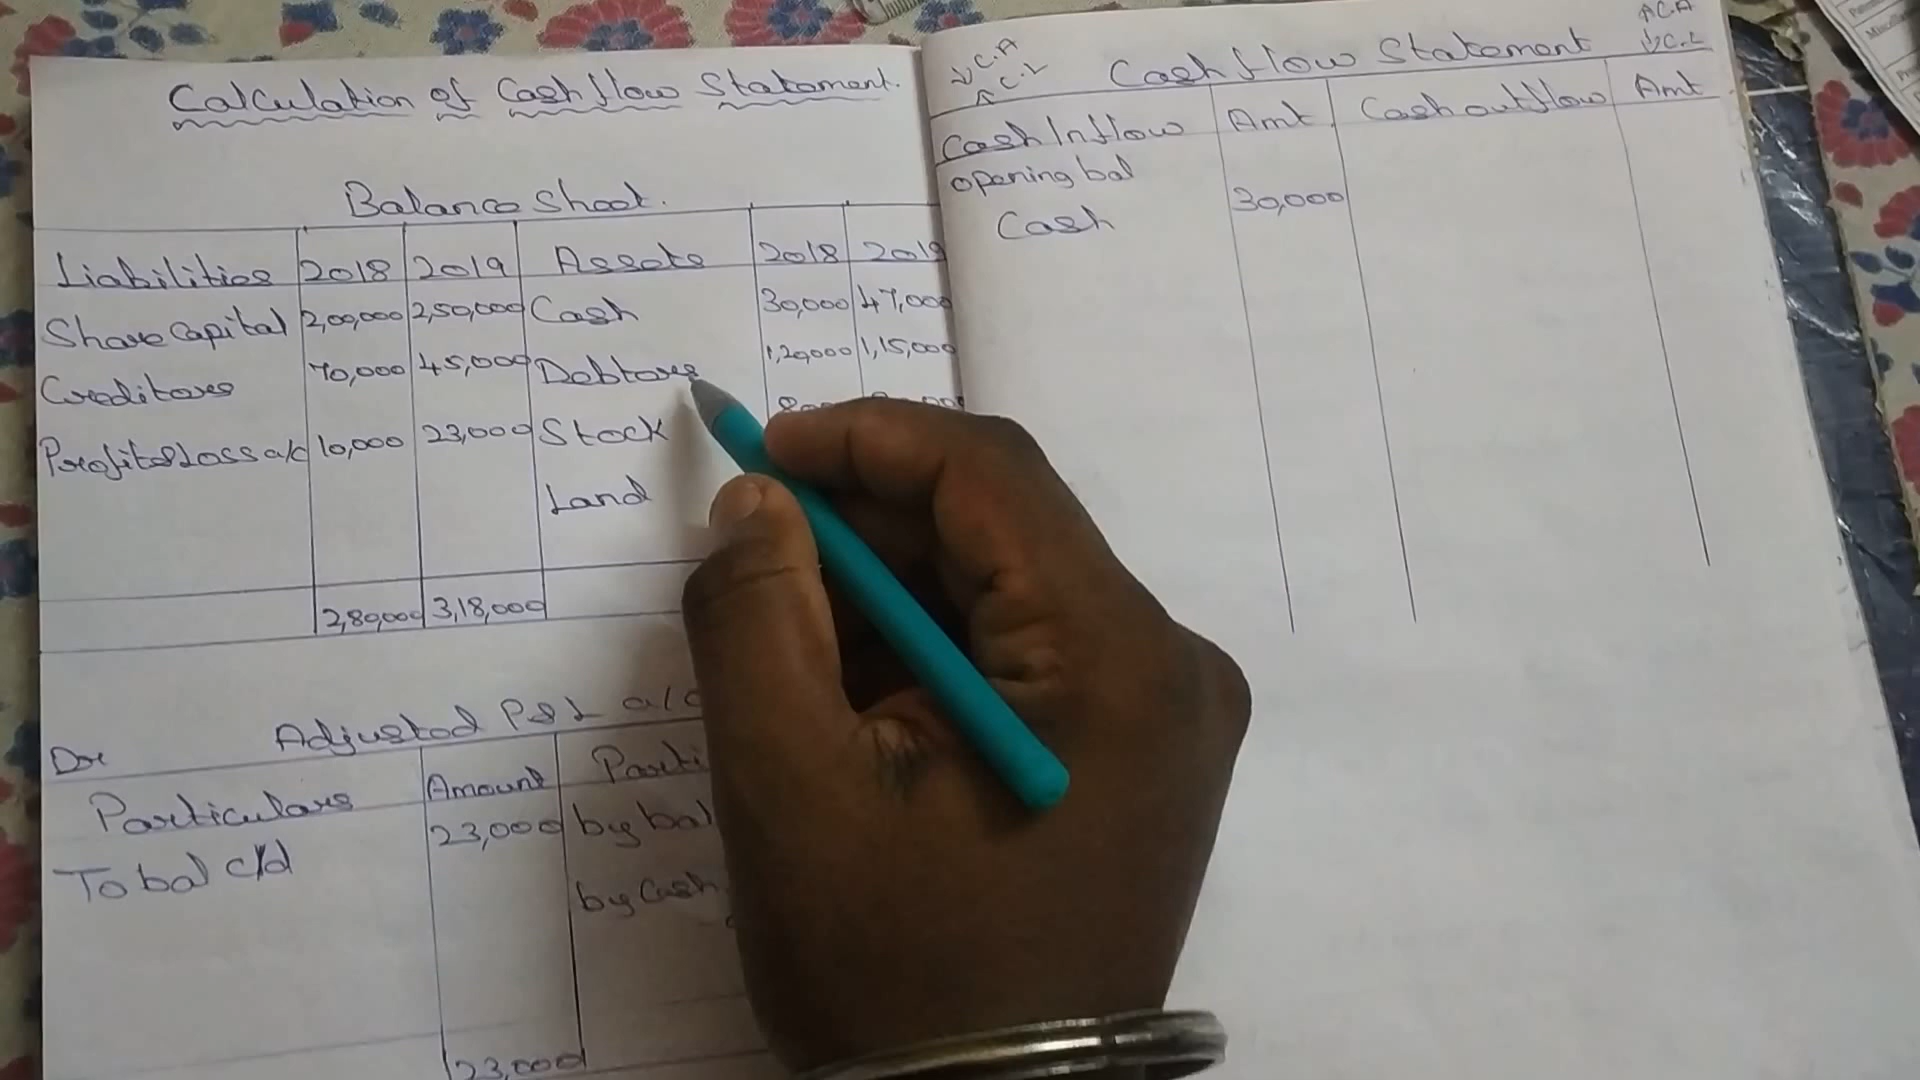 Calculation of Cash flow Statement.
Balance Sheet.
Liabilities 2018 2019 Assets 2018 2019
Share Capital 2,00,000 2,50,000 Cash 30,000 47,000
Creditors 70,000 45,000 Debtors 1,20,000 1,15,000
Profit & Loss a/c 10,000 23,000 Stock
Land
2,80,000 3,18,000
Adjusted P&L a/c
Dr
Particulars Amount
To bal c/d 23,000 by bal
by Cash
23,000
↓ C.A
↑ C.L
Cash flow Statement
↑ C.A
↓ C.L
Cash Inflow Amt Cash outflow Amt
Opening bal
Cash 30,000